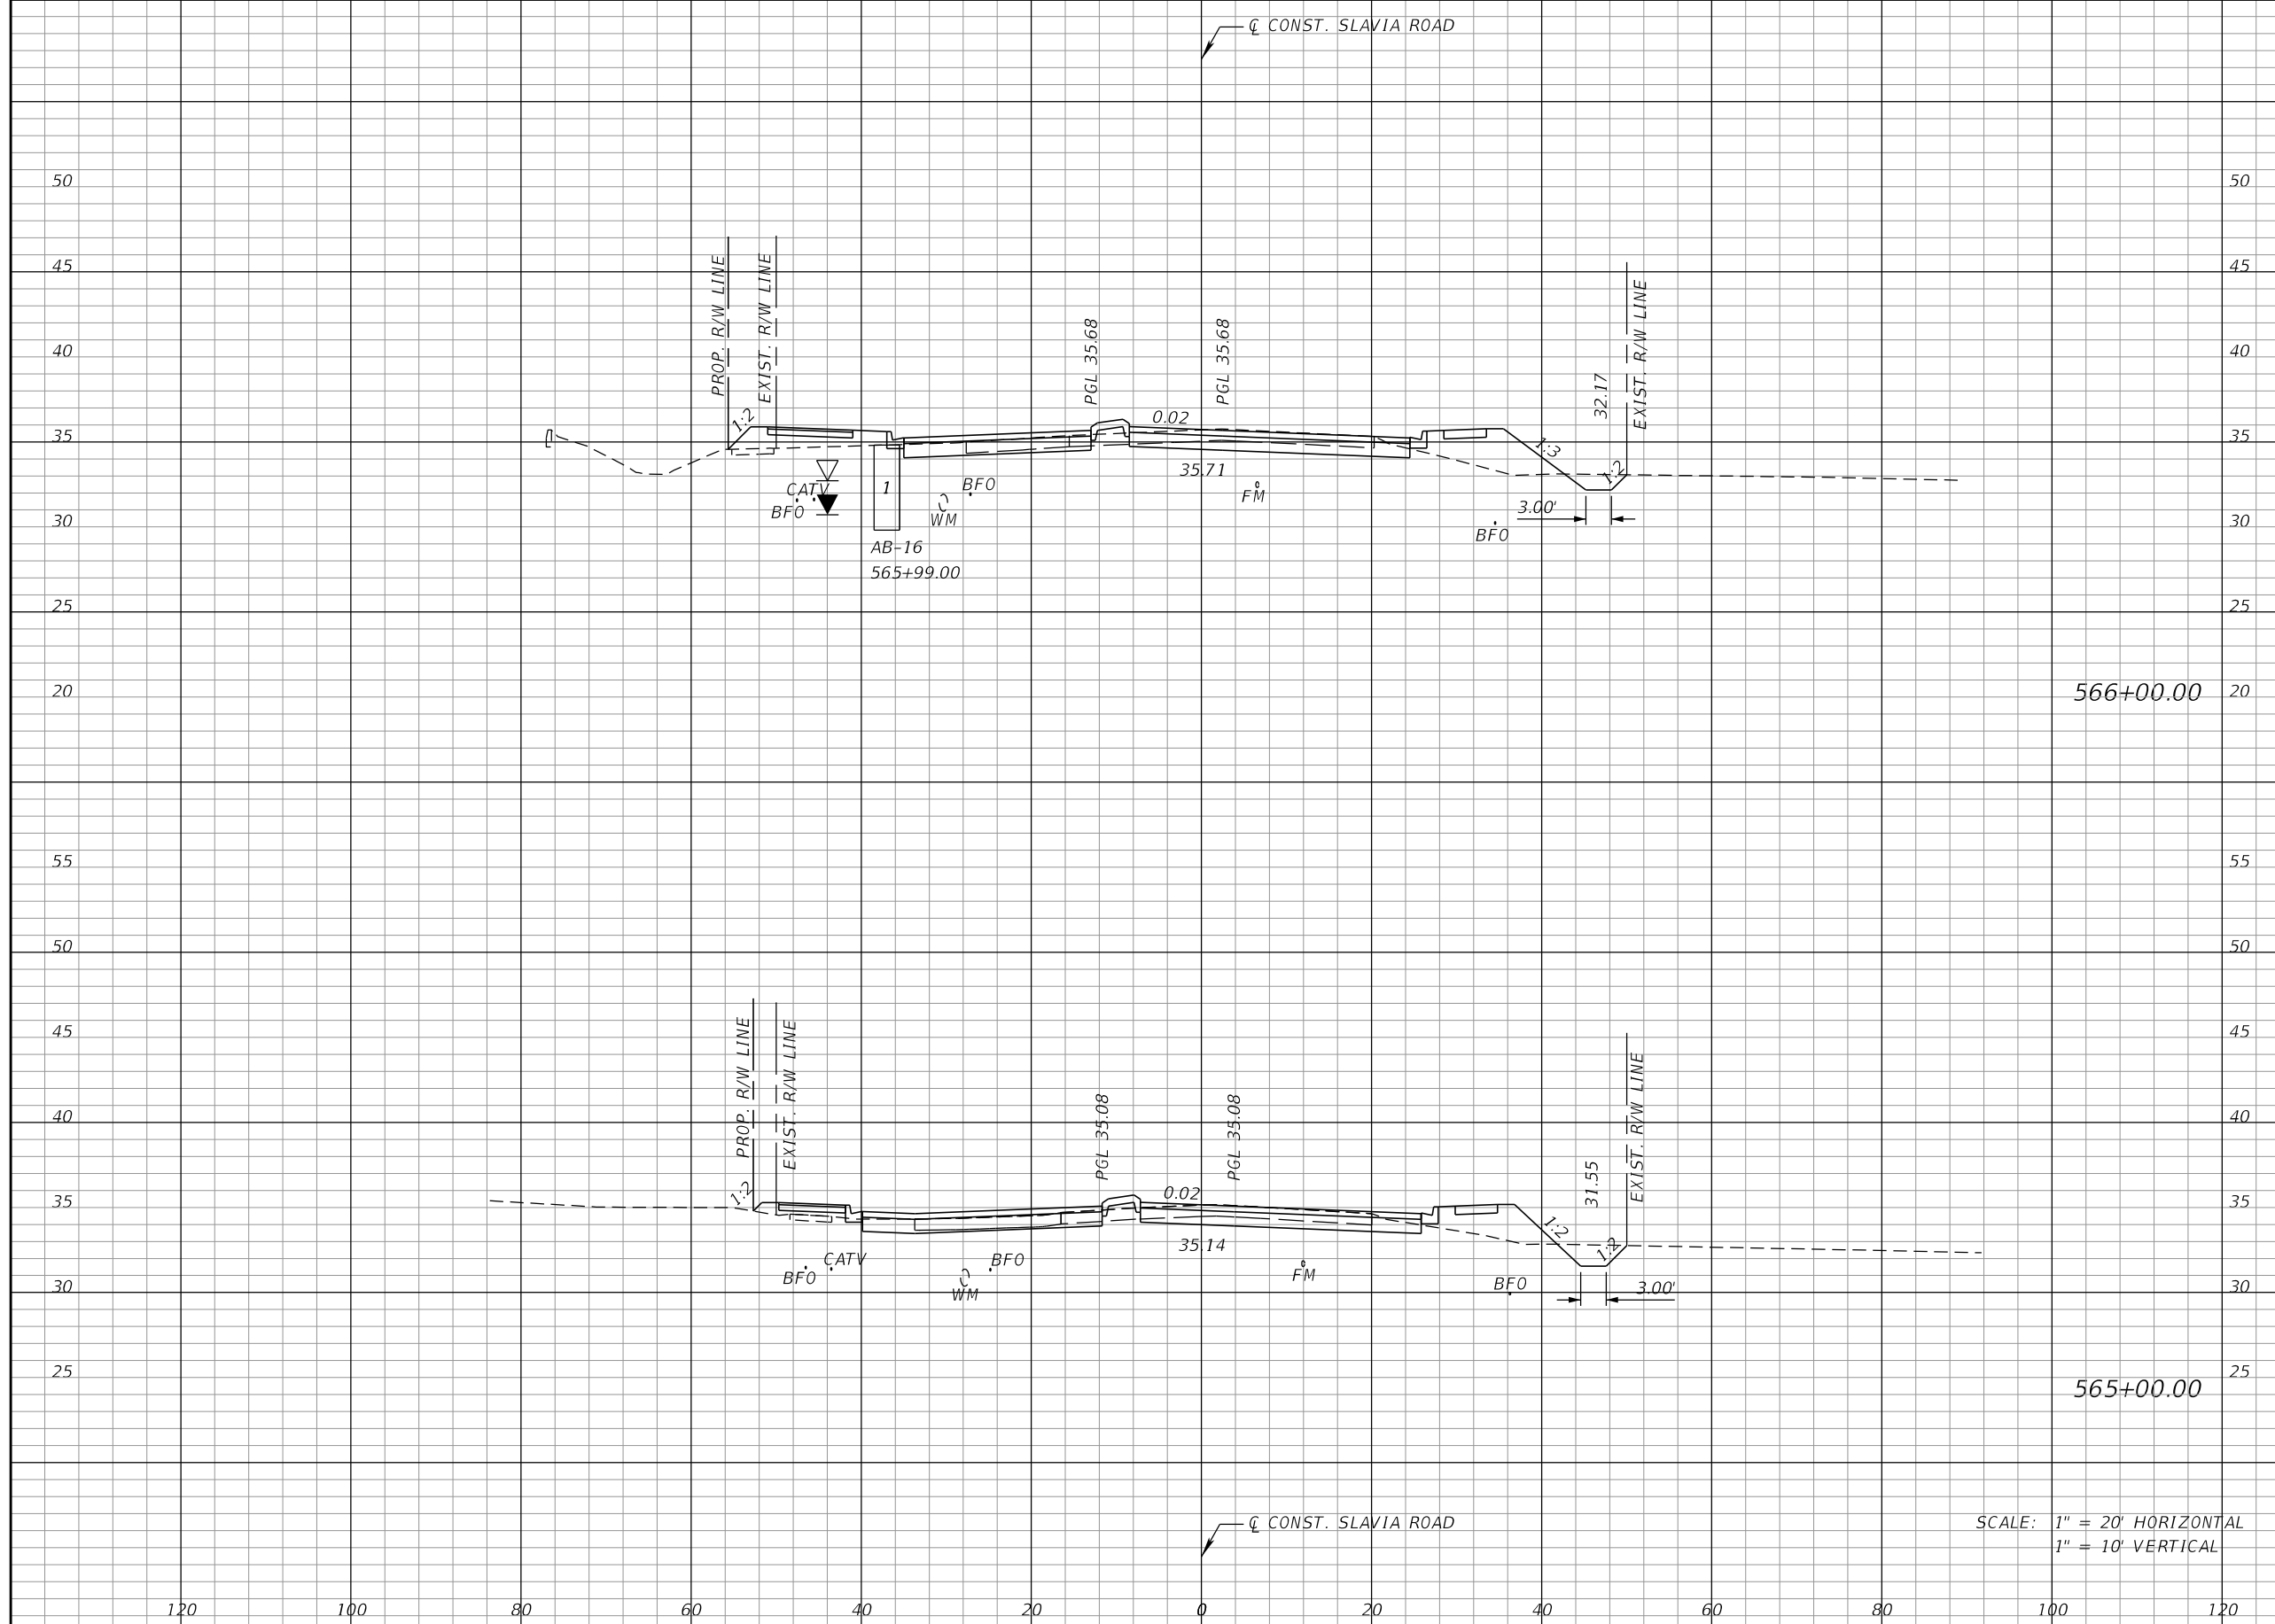 ℄ CONST. SLAVIA ROAD
50 50
45 45
PROP. R/W LINE
EXIST. R/W LINE
EXIST. R/W LINE
40 40
PGL 35.68
PGL 35.68
32.17
1:2
0.02
35 35
1:3
1:2
35.71
CATV
BFO
1
BFO
WM
FM
3.00'
BFO
30 30
AB-16
565+99.00
25 25
20 566+00.00 20
55 55
50 50
45 45
PROP. R/W LINE
EXIST. R/W LINE
EXIST. R/W LINE
40 40
PGL 35.08
PGL 35.08
31.55
1:2
0.02
35 35
1:2
1:2
35.14
CATV
BFO
BFO
WM
FM
BFO
3.00'
30 30
25 25
565+00.00
℄ CONST. SLAVIA ROAD
SCALE: 1" = 20' HORIZONTAL
1" = 10' VERTICAL
120 100 80 60 40 20 0 20 40 60 80 100 120